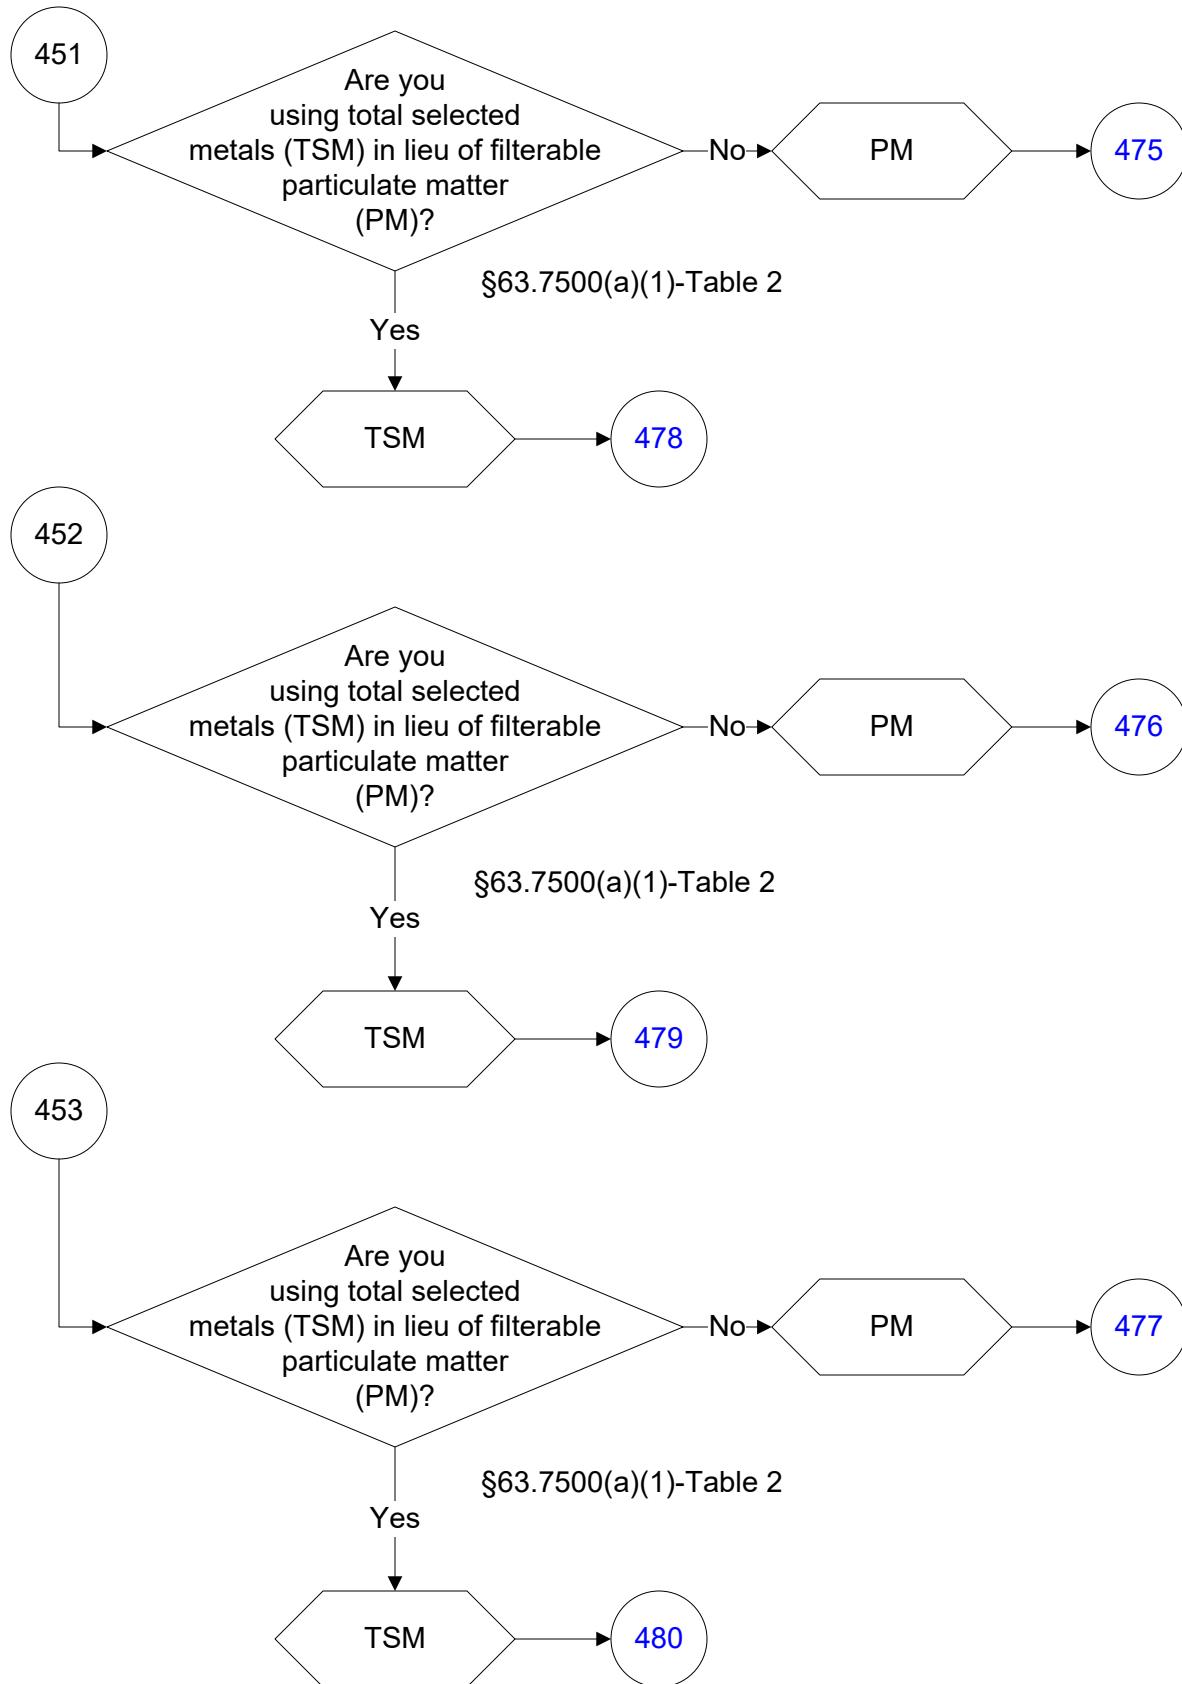 451
Are you
using total selected
metals (TSM) in lieu of filterable
particulate matter
(PM)?
No
PM
475
§63.7500(a)(1)-Table 2
Yes
TSM
478
452
Are you
using total selected
metals (TSM) in lieu of filterable
particulate matter
(PM)?
No
PM
476
§63.7500(a)(1)-Table 2
Yes
TSM
479
453
Are you
using total selected
metals (TSM) in lieu of filterable
particulate matter
(PM)?
No
PM
477
§63.7500(a)(1)-Table 2
Yes
TSM
480